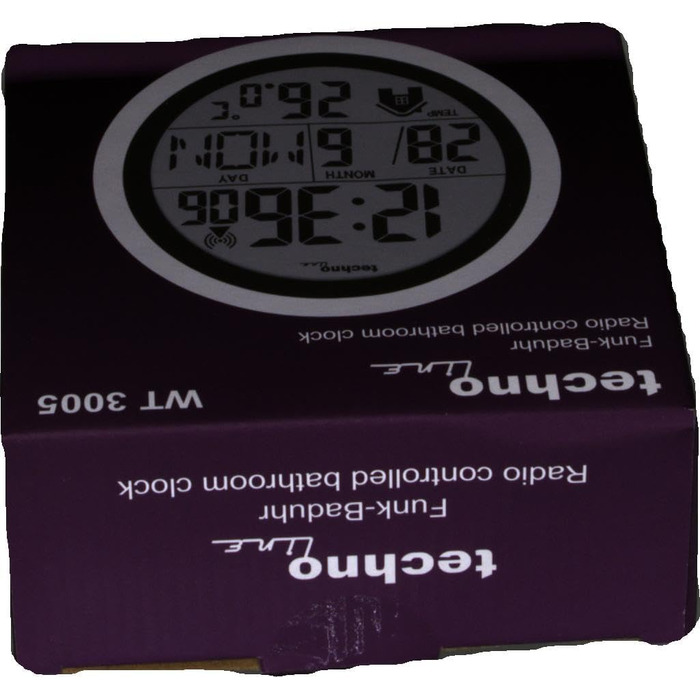 techno line
Funk-Baduhr
Radio controlled bathroom clock
techno line WT 3005
Funk-Baduhr
Radio controlled bathroom clock
techno line
12:36 06
DATE MONTH DAY
28/ 6 MON
TEMP
26.0°C